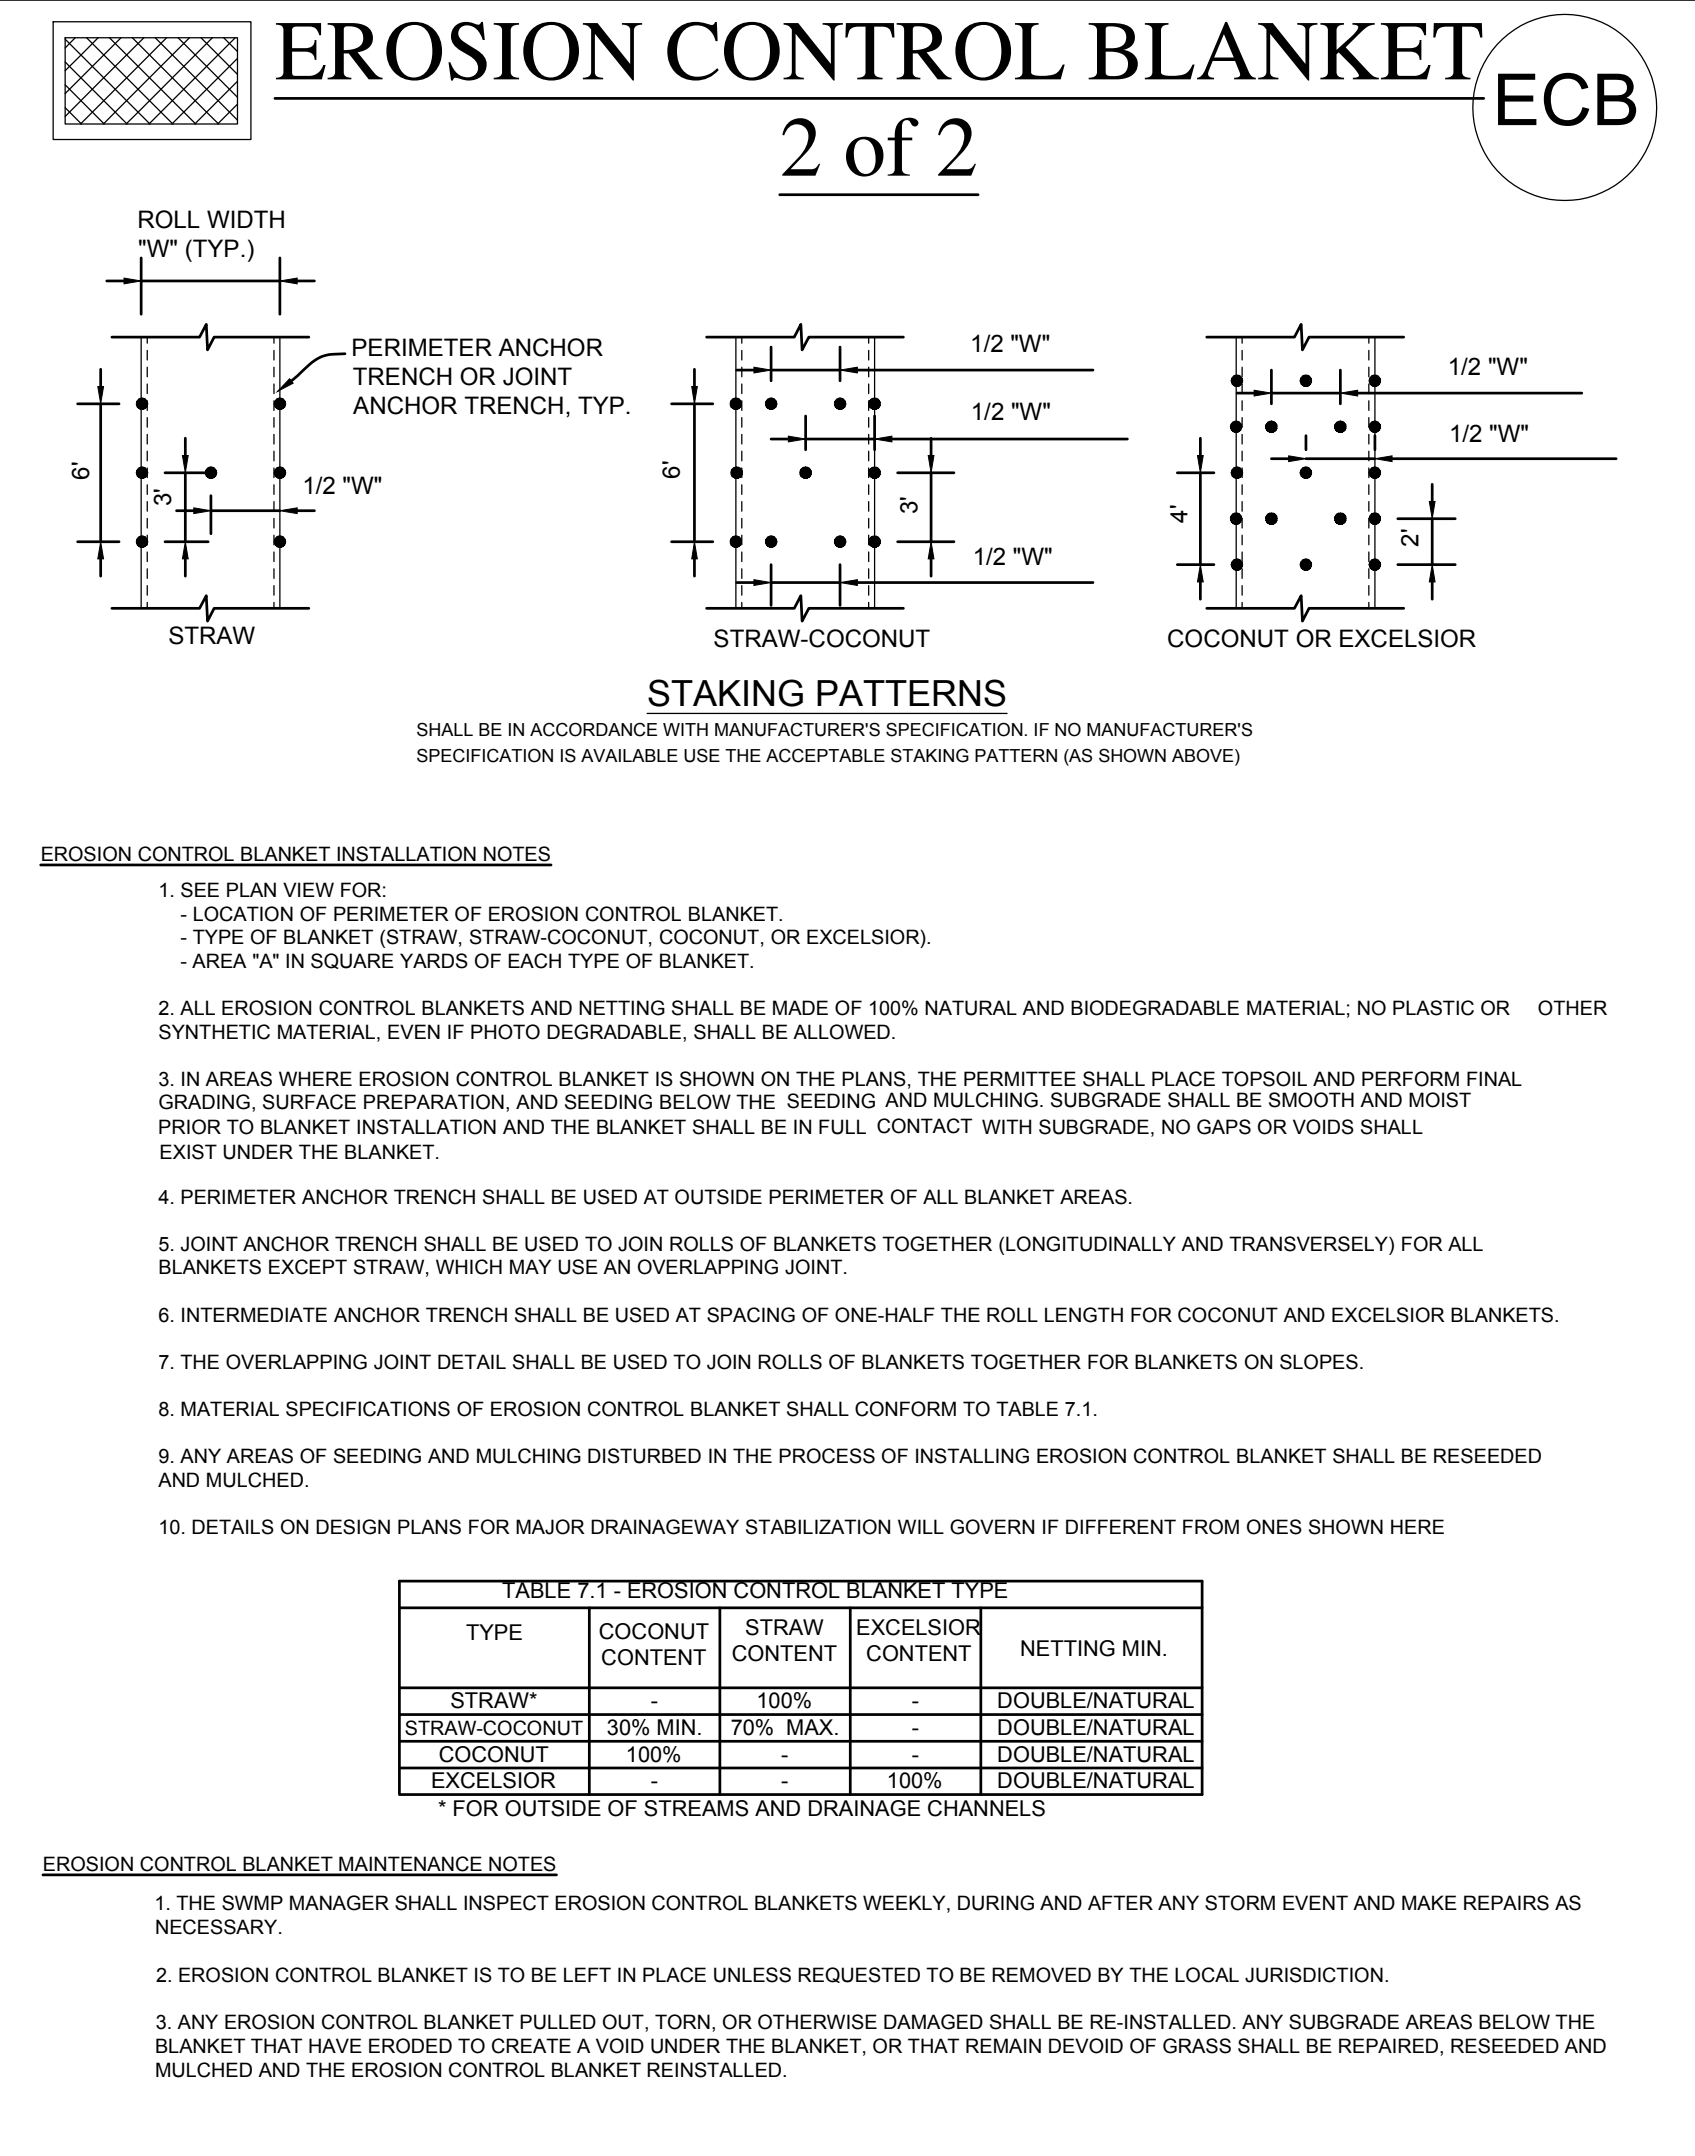 EROSION CONTROL BLANKET
ECB
2 of 2
ROLL WIDTH
"W" (TYP.)
PERIMETER ANCHOR
TRENCH OR JOINT
ANCHOR TRENCH, TYP.
6'
3'
1/2 "W"
STRAW
1/2 "W"
1/2 "W"
6'
3'
1/2 "W"
STRAW-COCONUT
1/2 "W"
1/2 "W"
4'
2'
COCONUT OR EXCELSIOR
STAKING PATTERNS
SHALL BE IN ACCORDANCE WITH MANUFACTURER'S SPECIFICATION. IF NO MANUFACTURER'S
SPECIFICATION IS AVAILABLE USE THE ACCEPTABLE STAKING PATTERN (AS SHOWN ABOVE)
EROSION CONTROL BLANKET INSTALLATION NOTES
1. SEE PLAN VIEW FOR:
- LOCATION OF PERIMETER OF EROSION CONTROL BLANKET.
- TYPE OF BLANKET (STRAW, STRAW-COCONUT, COCONUT, OR EXCELSIOR).
- AREA "A" IN SQUARE YARDS OF EACH TYPE OF BLANKET.
2. ALL EROSION CONTROL BLANKETS AND NETTING SHALL BE MADE OF 100% NATURAL AND BIODEGRADABLE MATERIAL; NO PLASTIC OR OTHER
SYNTHETIC MATERIAL, EVEN IF PHOTO DEGRADABLE, SHALL BE ALLOWED.
3. IN AREAS WHERE EROSION CONTROL BLANKET IS SHOWN ON THE PLANS, THE PERMITTEE SHALL PLACE TOPSOIL AND PERFORM FINAL
GRADING, SURFACE PREPARATION, AND SEEDING BELOW THE SEEDING AND MULCHING. SUBGRADE SHALL BE SMOOTH AND MOIST
PRIOR TO BLANKET INSTALLATION AND THE BLANKET SHALL BE IN FULL CONTACT WITH SUBGRADE, NO GAPS OR VOIDS SHALL
EXIST UNDER THE BLANKET.
4. PERIMETER ANCHOR TRENCH SHALL BE USED AT OUTSIDE PERIMETER OF ALL BLANKET AREAS.
5. JOINT ANCHOR TRENCH SHALL BE USED TO JOIN ROLLS OF BLANKETS TOGETHER (LONGITUDINALLY AND TRANSVERSELY) FOR ALL
BLANKETS EXCEPT STRAW, WHICH MAY USE AN OVERLAPPING JOINT.
6. INTERMEDIATE ANCHOR TRENCH SHALL BE USED AT SPACING OF ONE-HALF THE ROLL LENGTH FOR COCONUT AND EXCELSIOR BLANKETS.
7. THE OVERLAPPING JOINT DETAIL SHALL BE USED TO JOIN ROLLS OF BLANKETS TOGETHER FOR BLANKETS ON SLOPES.
8. MATERIAL SPECIFICATIONS OF EROSION CONTROL BLANKET SHALL CONFORM TO TABLE 7.1.
9. ANY AREAS OF SEEDING AND MULCHING DISTURBED IN THE PROCESS OF INSTALLING EROSION CONTROL BLANKET SHALL BE RESEEDED
AND MULCHED.
10. DETAILS ON DESIGN PLANS FOR MAJOR DRAINAGEWAY STABILIZATION WILL GOVERN IF DIFFERENT FROM ONES SHOWN HERE
TABLE 7.1 - EROSION CONTROL BLANKET TYPE
TYPE COCONUT CONTENT STRAW CONTENT EXCELSIOR CONTENT NETTING MIN.
STRAW* - 100% - DOUBLE/NATURAL
STRAW-COCONUT 30% MIN. 70% MAX. - DOUBLE/NATURAL
COCONUT 100% - - DOUBLE/NATURAL
EXCELSIOR - - 100% DOUBLE/NATURAL
* FOR OUTSIDE OF STREAMS AND DRAINAGE CHANNELS
EROSION CONTROL BLANKET MAINTENANCE NOTES
1. THE SWMP MANAGER SHALL INSPECT EROSION CONTROL BLANKETS WEEKLY, DURING AND AFTER ANY STORM EVENT AND MAKE REPAIRS AS
NECESSARY.
2. EROSION CONTROL BLANKET IS TO BE LEFT IN PLACE UNLESS REQUESTED TO BE REMOVED BY THE LOCAL JURISDICTION.
3. ANY EROSION CONTROL BLANKET PULLED OUT, TORN, OR OTHERWISE DAMAGED SHALL BE RE-INSTALLED. ANY SUBGRADE AREAS BELOW THE
BLANKET THAT HAVE ERODED TO CREATE A VOID UNDER THE BLANKET, OR THAT REMAIN DEVOID OF GRASS SHALL BE REPAIRED, RESEEDED AND
MULCHED AND THE EROSION CONTROL BLANKET REINSTALLED.